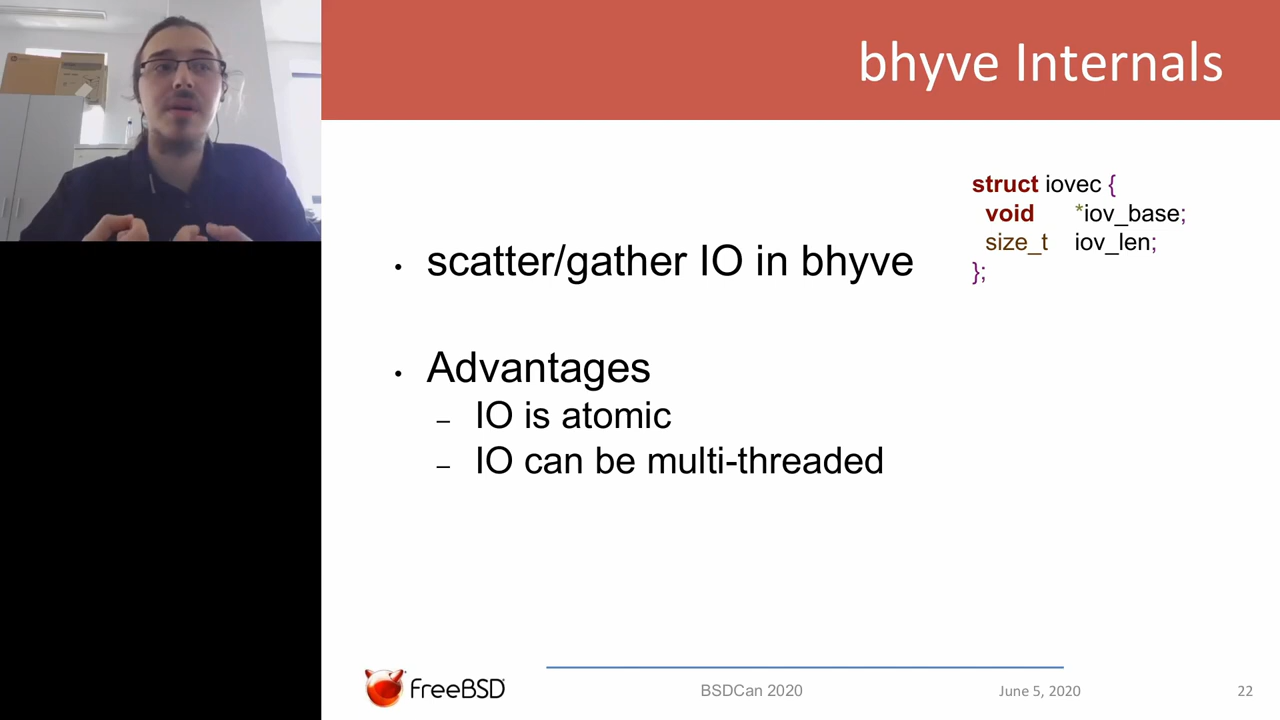 bhyve Internals
struct iovec {
void *iov_base;
size_t iov_len;
};
• scatter/gather IO in bhyve
• Advantages
– IO is atomic
– IO can be multi-threaded
FreeBSD
BSDCan 2020
June 5, 2020
22